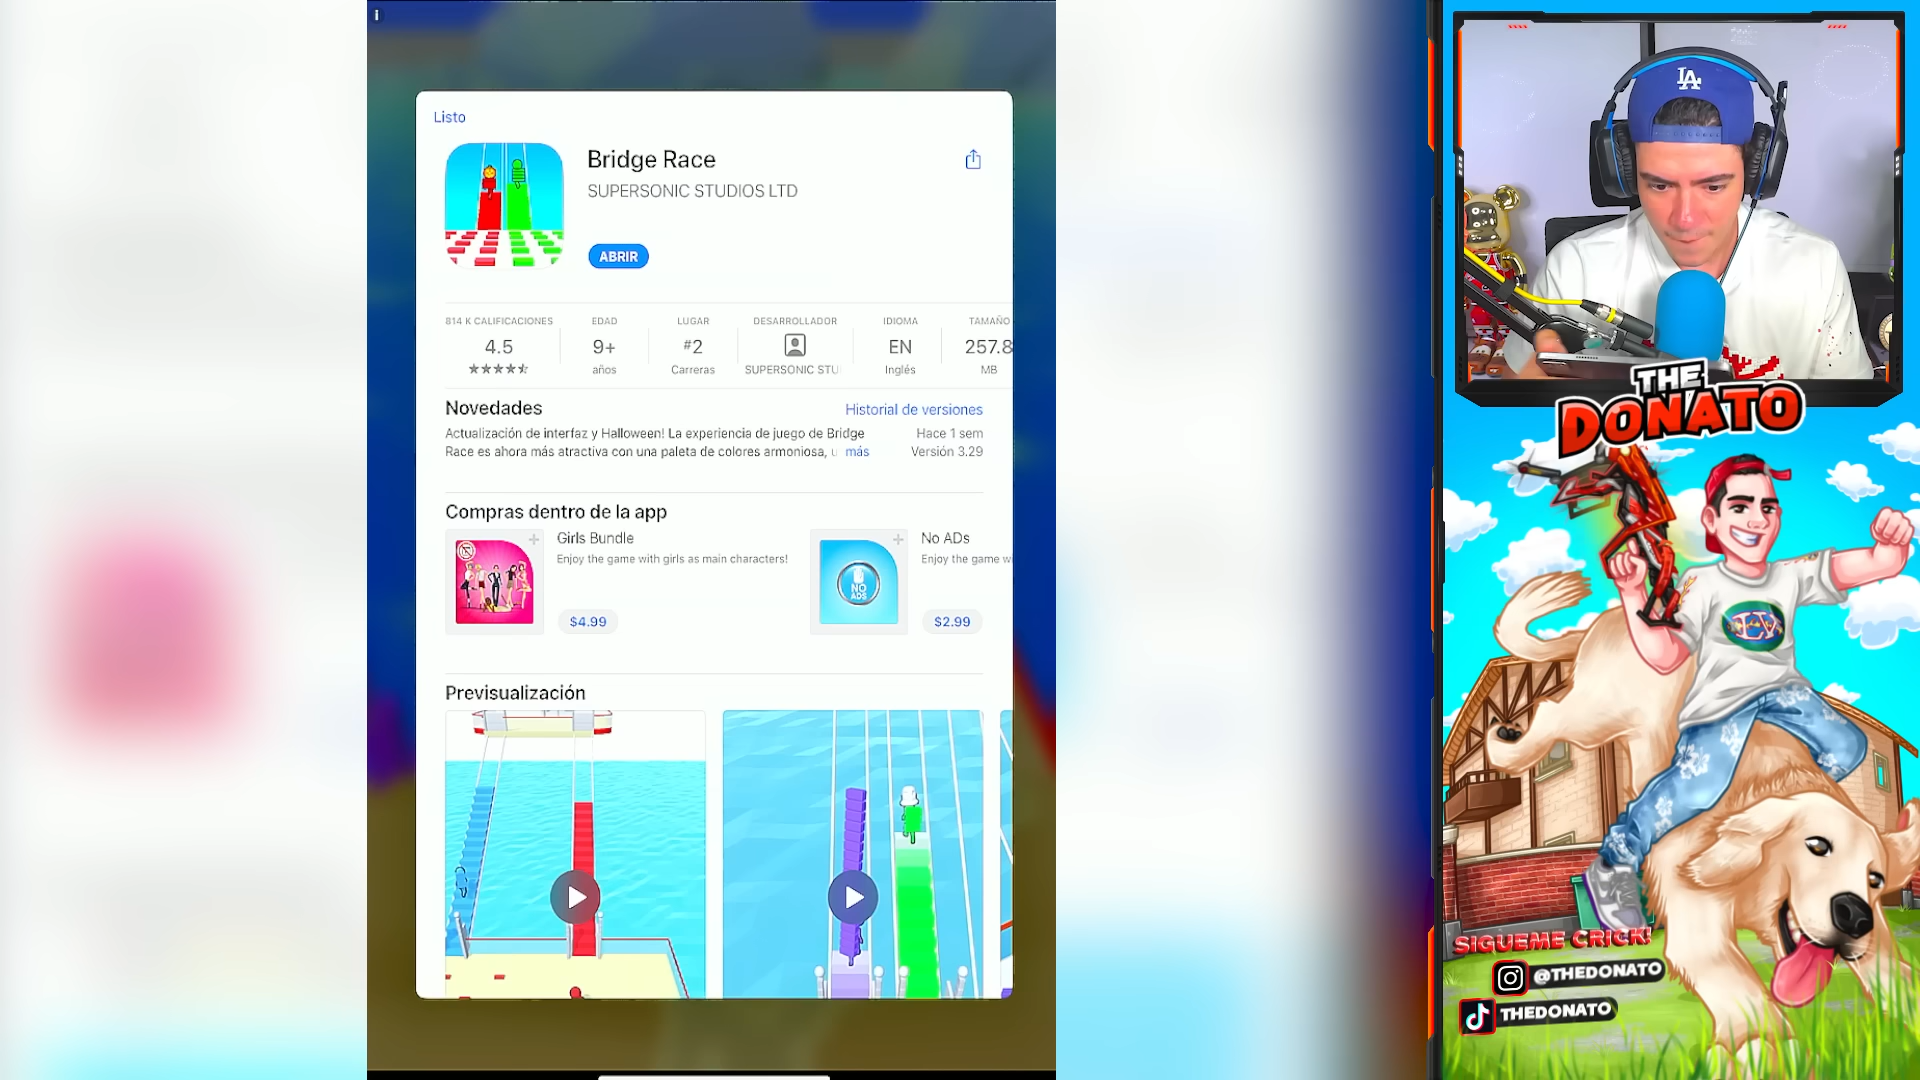 i
Listo
Bridge Race
SUPERSONIC STUDIOS LTD
ABRIR
814 K CALIFICACIONES
4.5
EDAD
9+
años
LUGAR
#2
Carreras
DESARROLLADOR
SUPERSONIC STU
IDIOMA
EN
Inglés
TAMAÑO
257.8
MB
Novedades
Historial de versiones
Actualización de interfaz y Halloween! La experiencia de juego de Bridge
Hace 1 sem
Race es ahora más atractiva con una paleta de colores armoniosa, u más
Versión 3.29
Compras dentro de la app
Girls Bundle
Enjoy the game with girls as main characters!
$4.99
NO
ADS
No ADs
Enjoy the game w
$2.99
Previsualización
LA
THE
DONATO
SIGUEME CRICK!
@THEDONATO
THEDONATO